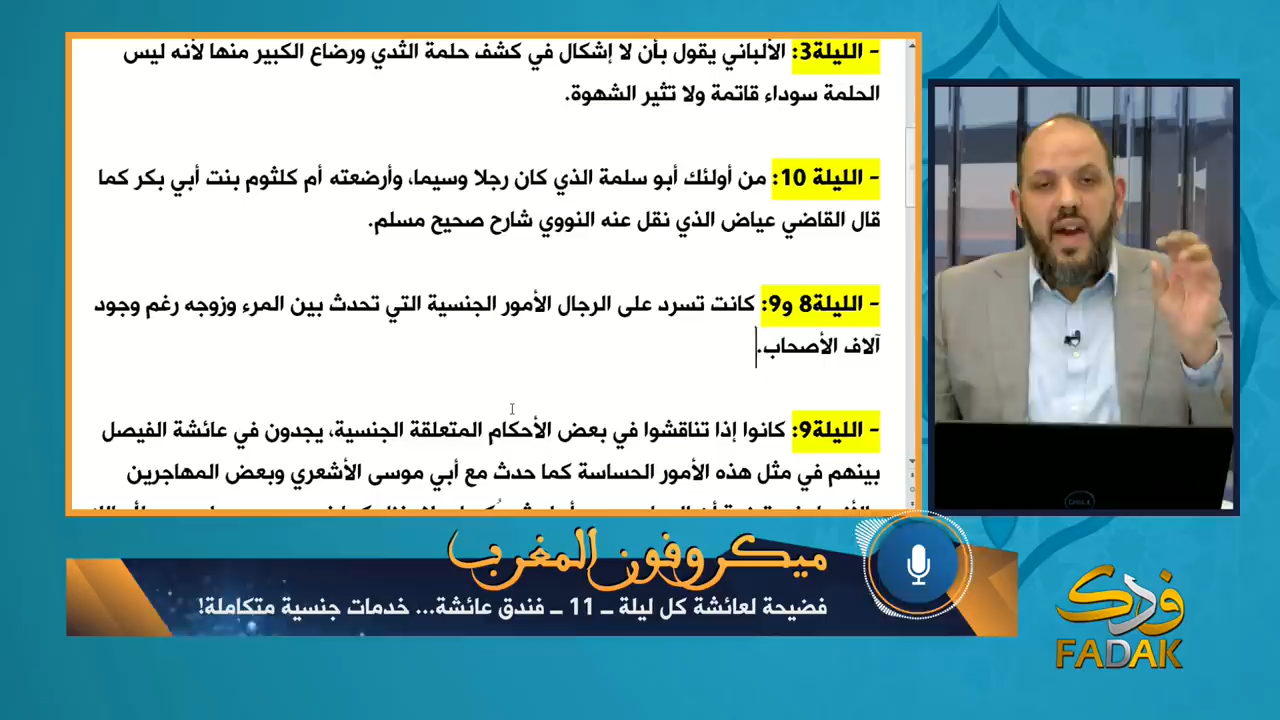 - الليلة3: الألباني يقول بأن لا إشكال في كشف حلمة الثدي ورضاع الكبير منها لأنه ليس
الحلمة سوداء قاتمة ولا تثير الشهوة.
- الليلة 10: من أولئك أبو سلمة الذي كان رجلا وسيما، وأرضعته أم كلثوم بنت أبي بكر كما
قال القاضي عياض الذي نقل عنه النووي شارح صحيح مسلم.
- الليلة8 و9: كانت تسرد على الرجال الأمور الجنسية التي تحدث بين المرء وزوجه رغم وجود
آلاف الأصحاب.
- الليلة9: كانوا إذا تناقشوا في بعض الأحكام المتعلقة الجنسية، يجدون في عائشة الفيصل
بينهم في مثل هذه الأمور الحساسة كما حدث مع أبي موسى الأشعري وبعض المهاجرين
ميكروفون المغرب
فضيحة لعائشة كل ليلة ــ 11 ــ فندق عائشة... خدمات جنسية متكاملة!
فدك
FADAK